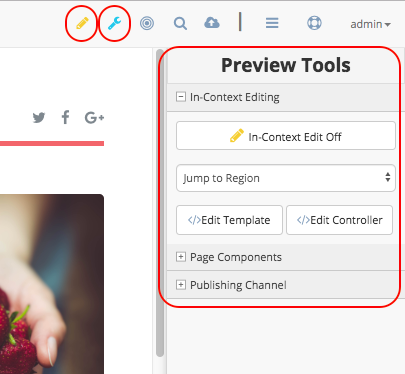 admin
Preview Tools
In-Context Editing
In-Context Edit Off
Jump to Region
</>Edit Template </>Edit Controller
Page Components
Publishing Channel